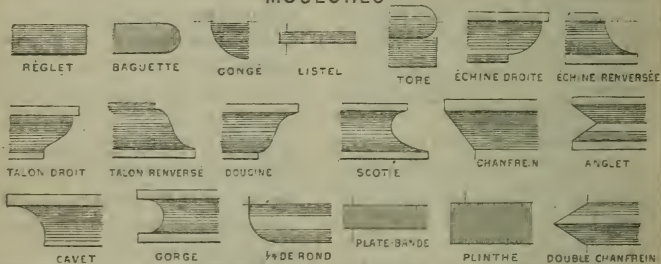 MOULURES
RÉGLET BAGUETTE CONGÉ LISTEL TORE ÉCHINE DROITE ÉCHINE RENVERSÉE
TALON DROIT TALON RENVERSÉ DOUCINE SCOTIE CHANFREIN ANGLET
CAVET GORGE ¼ DE ROND PLATE-BANDE PLINTHE DOUBLE CHANFREIN